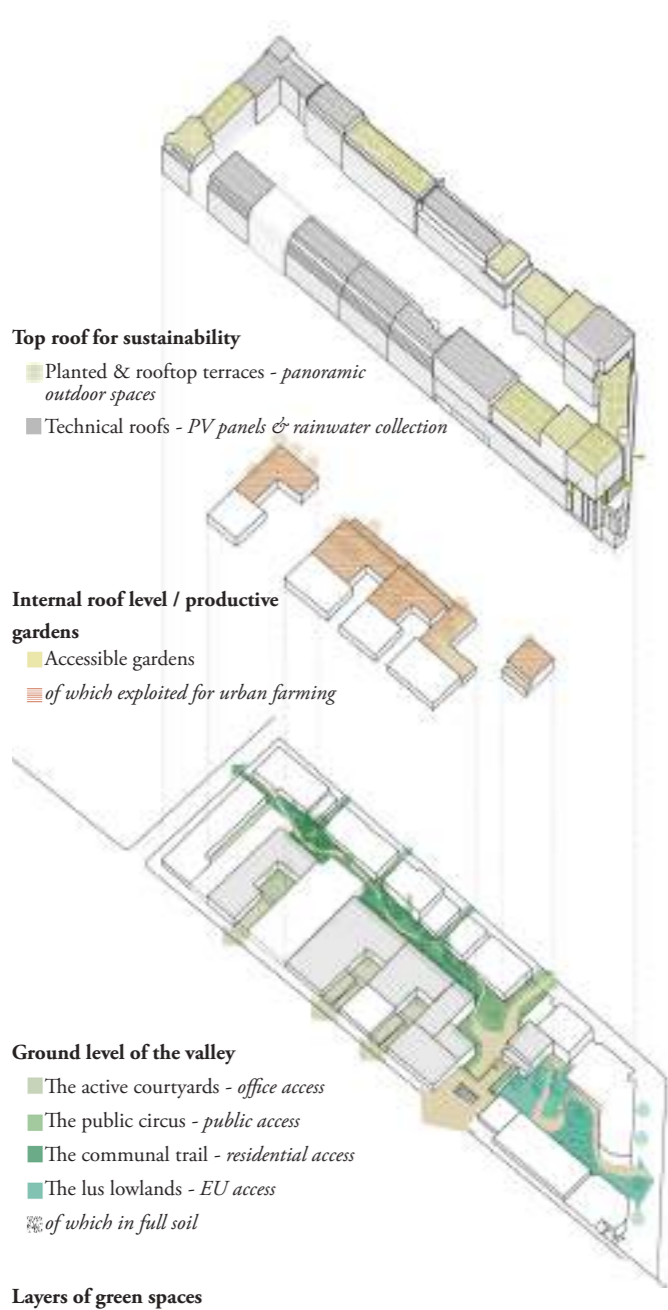 Top roof for sustainability
Planted & rooftop terraces - panoramic
outdoor spaces
Technical roofs - PV panels & rainwater collection
Internal roof level / productive
gardens
Accessible gardens
of which exploited for urban farming
Ground level of the valley
The active courtyards - office access
The public circus - public access
The communal trail - residential access
The lus lowlands - EU access
of which in full soil
Layers of green spaces